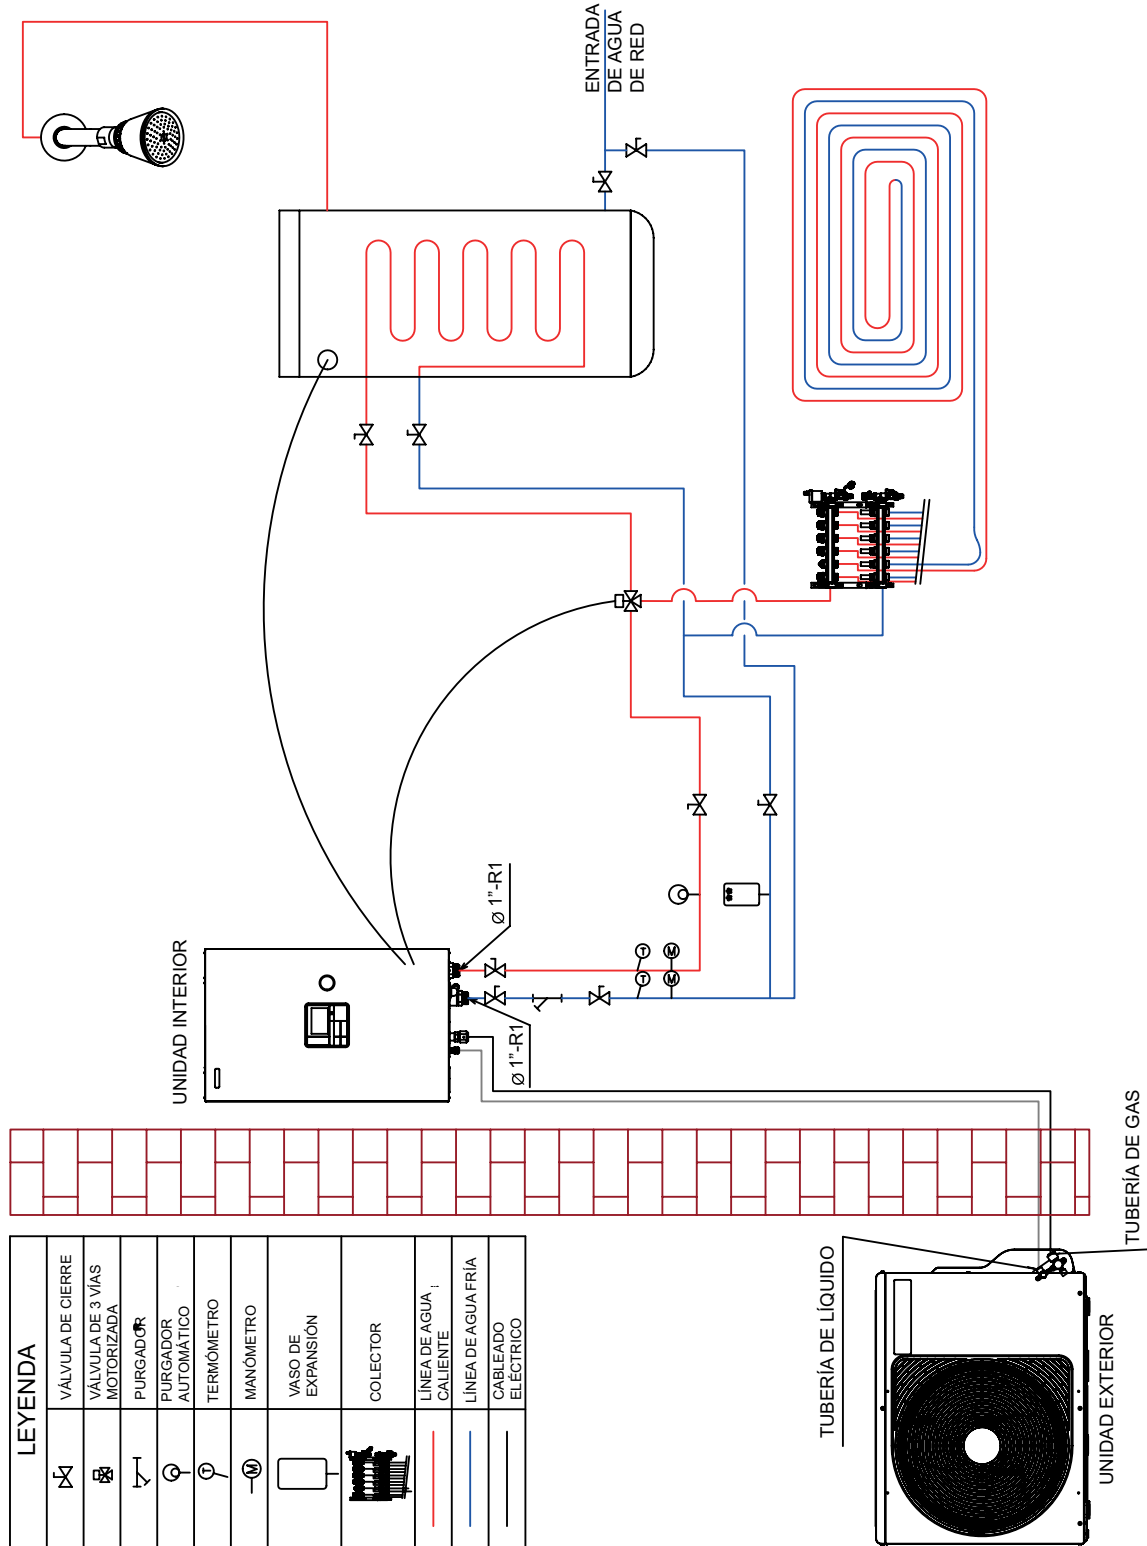 ENTRADA
DE AGUA
DE RED
UNIDAD INTERIOR
Ø 1"-R1
Ø 1"-R1
T
M
T
M
LEYENDA
VÁLVULA DE CIERRE
VÁLVULA DE 3 VÍAS
MOTORIZADA
PURGADOR
PURGADOR
AUTOMÁTICO
T
TERMÓMETRO
M
MANÓMETRO
VASO DE
EXPANSIÓN
COLECTOR
LÍNEA DE AGUA
CALIENTE
LÍNEA DE AGUA FRÍA
CABLEADO
ELÉCTRICO
TUBERÍA DE LÍQUIDO
TUBERÍA DE GAS
UNIDAD EXTERIOR